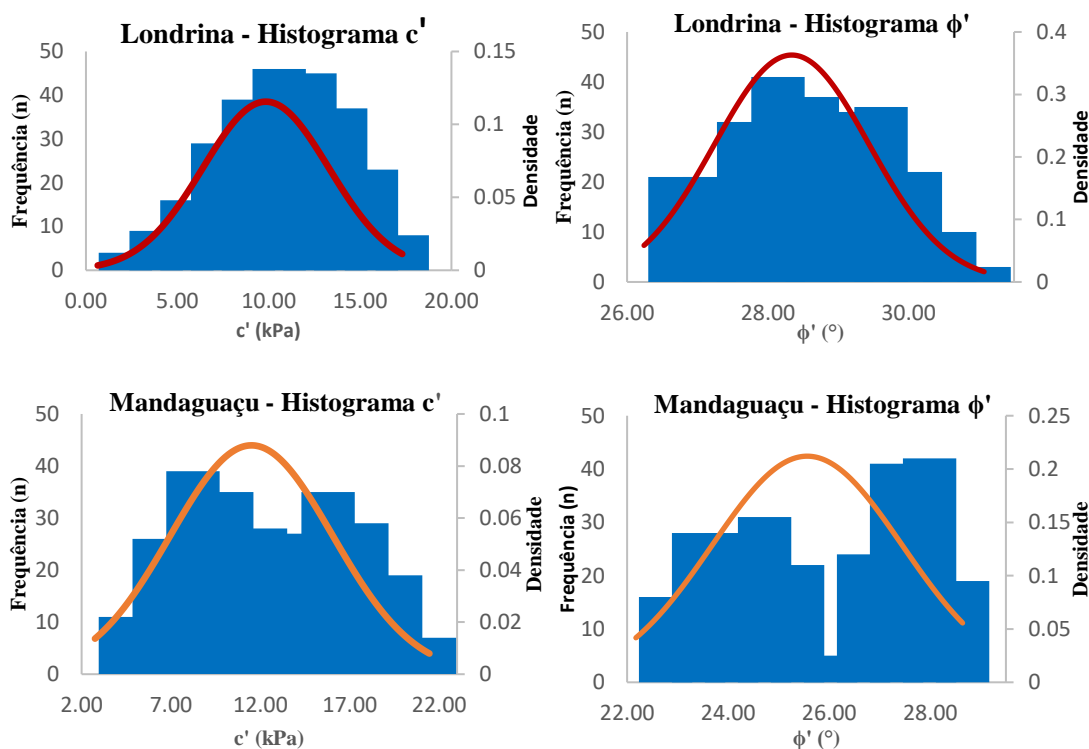 Londrina - Histograma c'
Frequência (n)
50
40
30
20
10
0
0.15
0.1
0.05
0
Densidade
0.00 5.00 10.00 15.00 20.00
c' (kPa)
Londrina - Histograma ϕ'
Frequência (n)
50
40
30
20
10
0
0.4
0.3
0.2
0.1
0
Densidade
26.00 28.00 30.00
ϕ' (°)
Mandaguaçu - Histograma c'
Frequência (n)
50
40
30
20
10
0
0.1
0.08
0.06
0.04
0.02
0
Densidade
2.00 7.00 12.00 17.00 22.00
c' (kPa)
Mandaguaçu - Histograma ϕ'
Frequência (n)
50
40
30
20
10
0
0.25
0.2
0.15
0.1
0.05
0
Densidade
22.00 24.00 26.00 28.00
ϕ' (°)